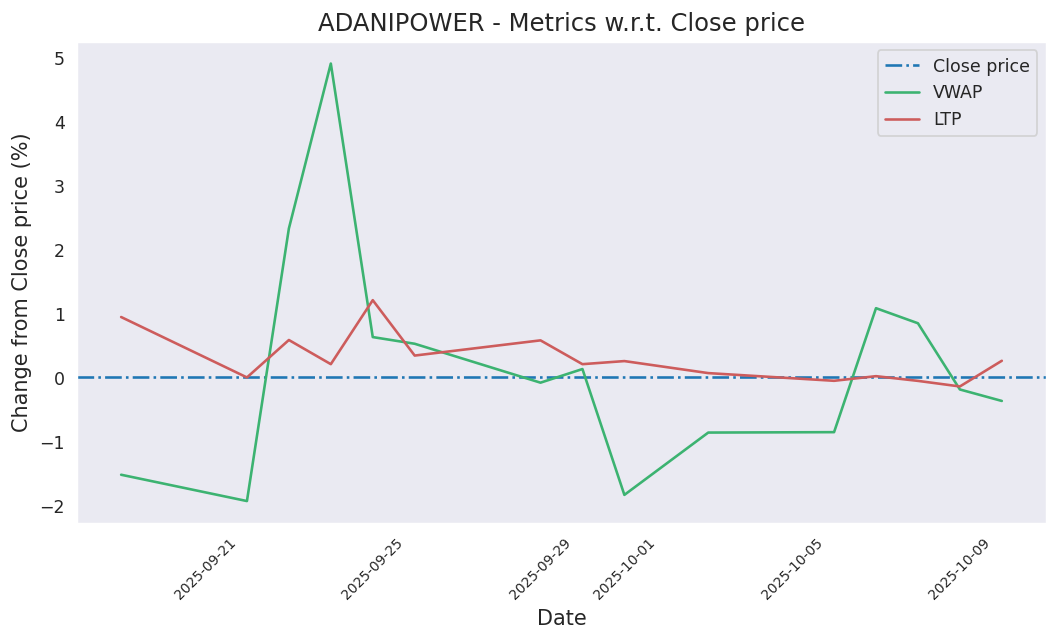 ADANIPOWER - Metrics w.r.t. Close price
Change from Close price (%)
5
4
3
2
1
0
−1
−2
Close price
VWAP
LTP
2025-09-21
2025-09-25
2025-09-29
2025-10-01
2025-10-05
2025-10-09
Date